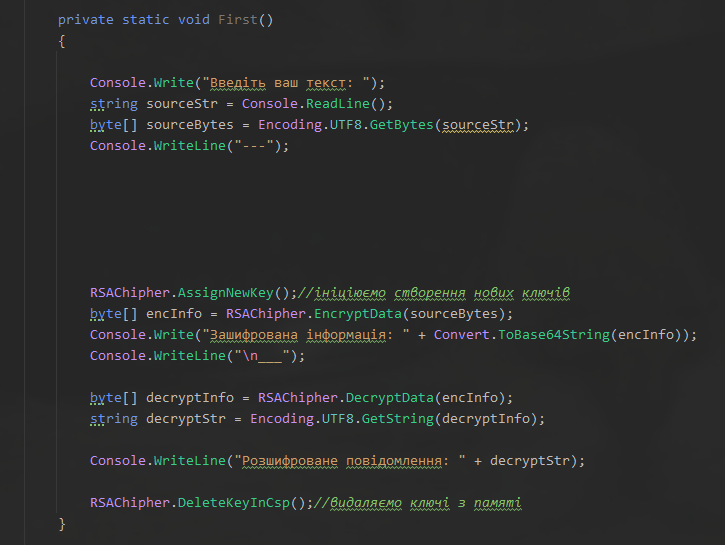 private static void First()
{
Console.Write("Введіть ваш текст: ");
string sourceStr = Console.ReadLine();
byte[] sourceBytes = Encoding.UTF8.GetBytes(sourceStr);
Console.WriteLine("---");
RSAChipher.AssignNewKey();//ініціюємо створення нових ключів
byte[] encInfo = RSAChipher.EncryptData(sourceBytes);
Console.Write("Зашифрована інформація: " + Convert.ToBase64String(encInfo));
Console.WriteLine("\n___");
byte[] decryptInfo = RSAChipher.DecryptData(encInfo);
string decryptStr = Encoding.UTF8.GetString(decryptInfo);
Console.WriteLine("Розшифроване повідомлення: " + decryptStr);
RSAChipher.DeleteKeyInCsp();//видаляємо ключі з памяті
}